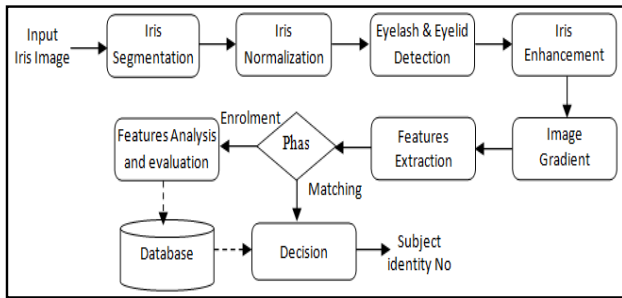 Input
Iris Image
Iris
Segmentation
Iris
Normalization
Eyelash & Eyelid
Detection
Iris
Enhancement
Image
Gradient
Features
Extraction
Phas
Enrolment
Matching
Features Analysis
and evaluation
Database
Decision
Subject
identity No